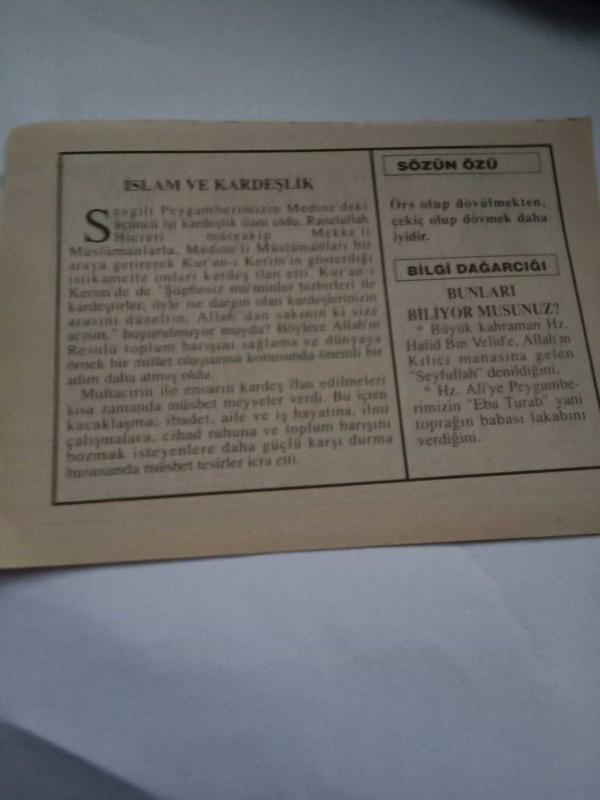 İSLAM VE KARDEŞLİK
Sevgili Peygamberimizin Medine'deki
üçüncü işi kardeşlik ilanı oldu. Rasulullah
Hicreti müteakip Mekke'li
Müslümanlarla, Medine'li Müslümanları bir
araya getirerek Kur'an-ı Kerim'in gösterdiği
istikamette onları kardeş ilan etti. Kur'an-ı
Kerim'de de "Şüphesiz mü'minler birbirleri ile
kardeştirler, öyle ise dargın olan kardeşlerinizin
arasını düzeltin. Allah'dan sakının ki size
acısın." buyurulmuyor muydu? Böylece Allah'ın
Resulü toplum barışını sağlama ve dünyaya
örnek bir millet oluşturma konusunda önemli bir
adım daha atmış oldu.
Muhacirin ile ensarın kardeş ilan edilmeleri
kısa zamanda müsbet meyveler verdi. Bu içten
kucaklaşma; ibadet, aile ve iş hayatına, ilmi
çalışmalara, cihad ruhuna ve toplum barışını
bozmak isteyenlere daha güçlü karşı durma
hususunda müsbet tesirler icra etti.
SÖZÜN ÖZÜ
Örs olup dövülmekten,
çekiç olup dövmek daha
iyidir.
BİLGİ DAĞARCIĞI
BUNLARI
BİLİYOR MUSUNUZ?
* Büyük kahraman Hz.
Halid Bin Velid'e, Allah'ın
Kılıcı manasına gelen
"Seyfullah" denildiğini.
* Hz. Ali'ye Peygambe-
rimizin "Eba Turab" yani
toprağın babası lakabını
verdiğini.